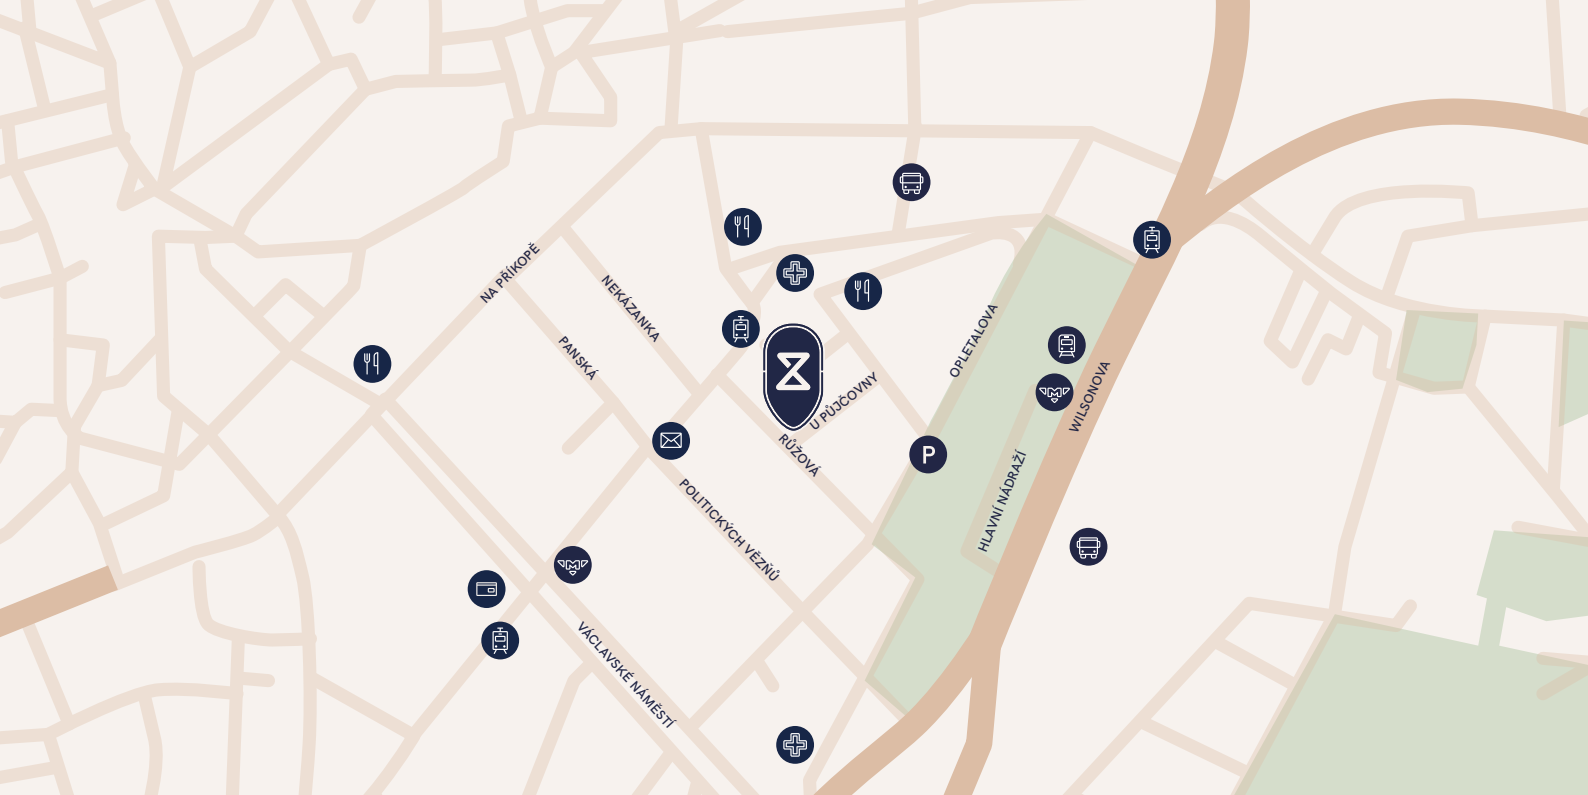 NA PŘÍKOPĚ
NEKÁZANKA
PANSKÁ
OPLETALOVA
WILSONOVA
U PŮJČOVNY
RŮŽOVÁ
P
POLITICKÝCH VĚZŇŮ
HLAVNÍ NÁDRAŽÍ
M
M
VÁCLAVSKÉ NÁMĚSTÍ